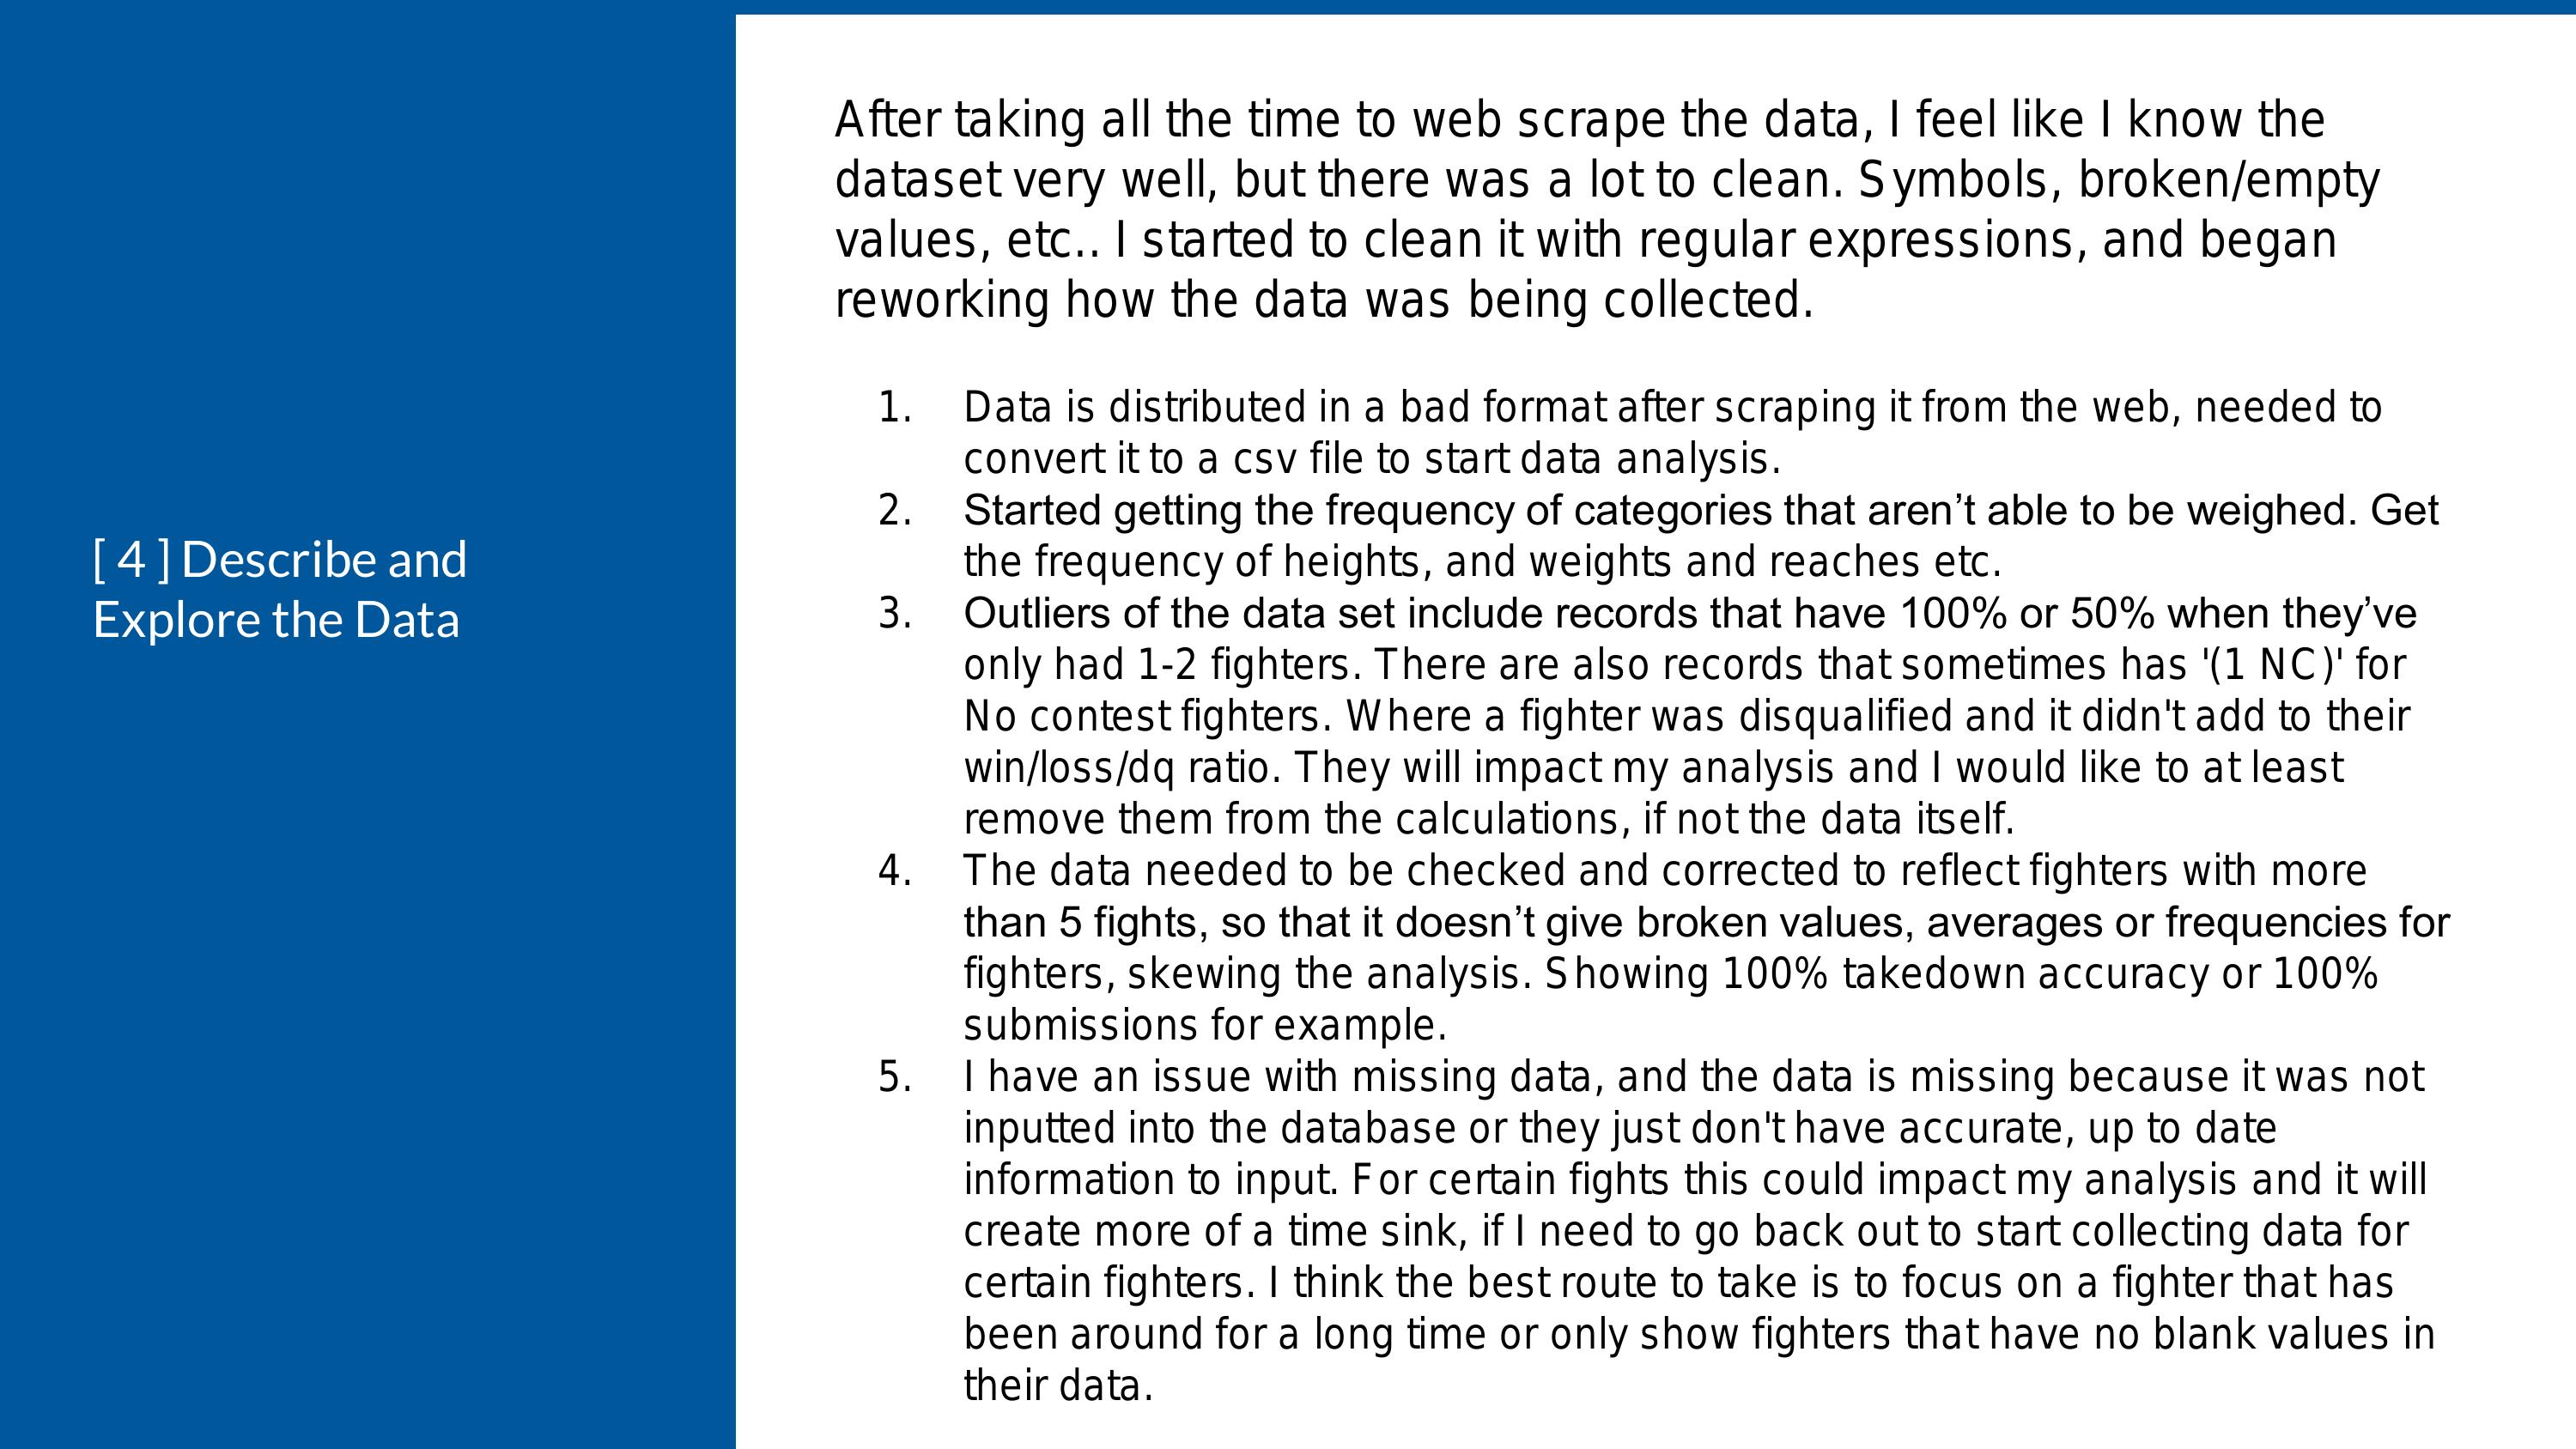 [ 4 ] Describe and
Explore the Data
After taking all the time to web scrape the data, I feel like I know the
dataset very well, but there was a lot to clean. Symbols, broken/empty
values, etc.. I started to clean it with regular expressions, and began
reworking how the data was being collected.
1. Data is distributed in a bad format after scraping it from the web, needed to
convert it to a csv file to start data analysis.
2. Started getting the frequency of categories that aren’t able to be weighed. Get
the frequency of heights, and weights and reaches etc.
3. Outliers of the data set include records that have 100% or 50% when they’ve
only had 1-2 fighters. There are also records that sometimes has '(1 NC)' for
No contest fighters. Where a fighter was disqualified and it didn't add to their
win/loss/dq ratio. They will impact my analysis and I would like to at least
remove them from the calculations, if not the data itself.
4. The data needed to be checked and corrected to reflect fighters with more
than 5 fights, so that it doesn’t give broken values, averages or frequencies for
fighters, skewing the analysis. Showing 100% takedown accuracy or 100%
submissions for example.
5. I have an issue with missing data, and the data is missing because it was not
inputted into the database or they just don't have accurate, up to date
information to input. For certain fights this could impact my analysis and it will
create more of a time sink, if I need to go back out to start collecting data for
certain fighters. I think the best route to take is to focus on a fighter that has
been around for a long time or only show fighters that have no blank values in
their data.